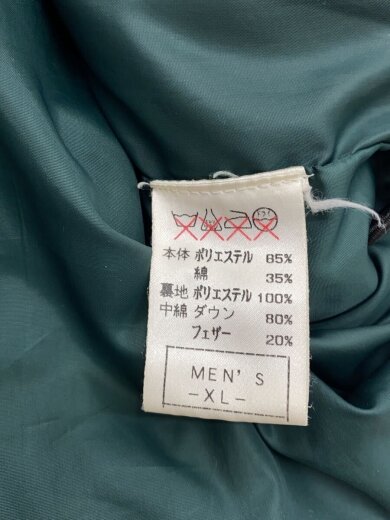 本体 ポリエステル 65%
綿 35%
裏地 ポリエステル 100%
中綿 ダウン 80%
フェザー 20%
MEN'S
-XL-